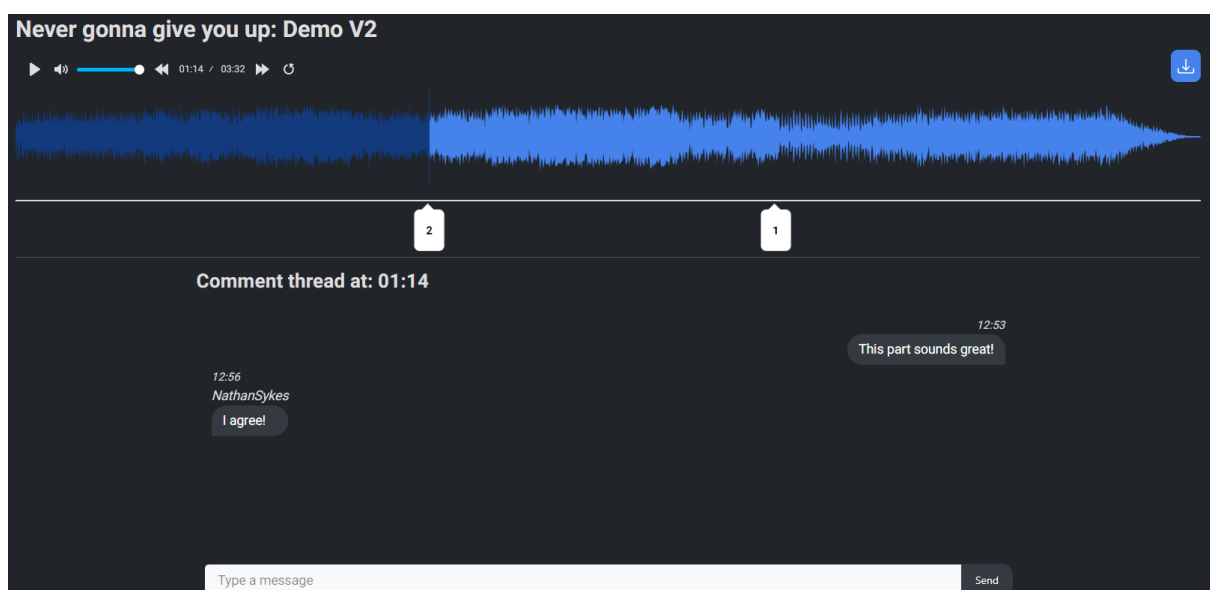 Never gonna give you up: Demo V2
01:14 / 03:32
2
1
Comment thread at: 01:14
12:53
This part sounds great!
12:56
NathanSykes
I agree!
Type a message
Send